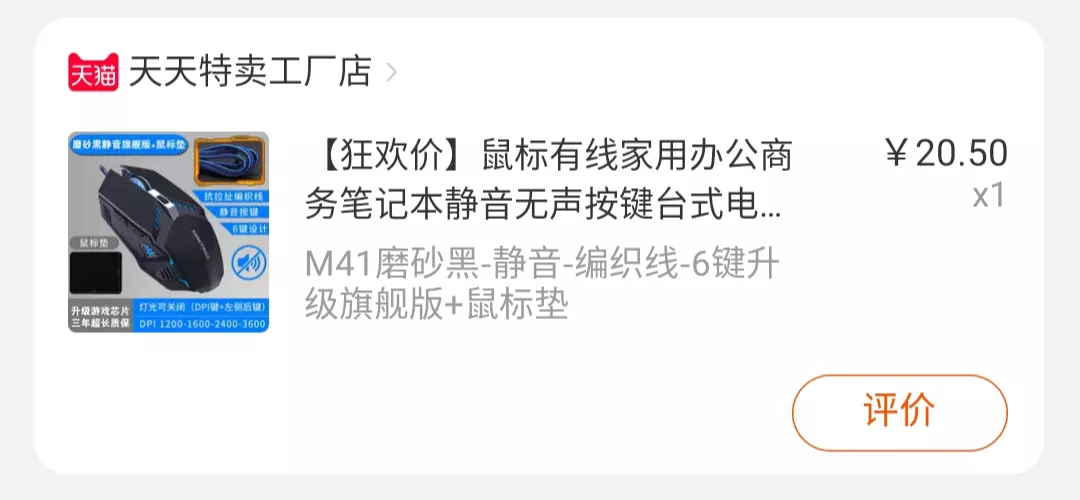 天猫 天天特卖工厂店
磨砂黑静音旗舰版+鼠标垫
抗拉扯编织线
静音按键
6键设计
鼠标垫
升级游戏芯片
三年超长质保
灯光可关闭（DPI键+左侧后键）
DPI 1200-1600-2400-3600
【狂欢价】鼠标有线家用办公商
务笔记本静音无声按键台式电...
M41磨砂黑-静音-编织线-6键升
级旗舰版+鼠标垫
￥20.50
x1
评价